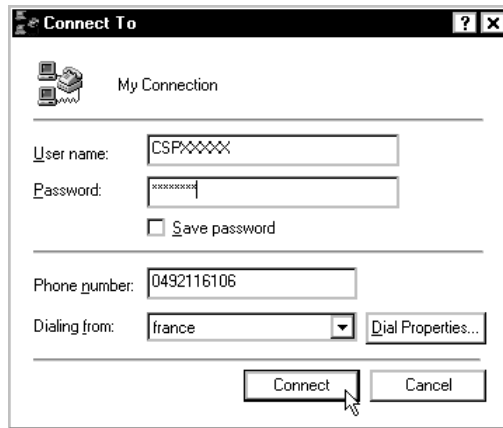 Connect To
My Connection
User name: CSPXXXXX
Password: xxxxxxxx
Save password
Phone number: 0492116106
Dialing from: france Dial Properties...
Connect Cancel